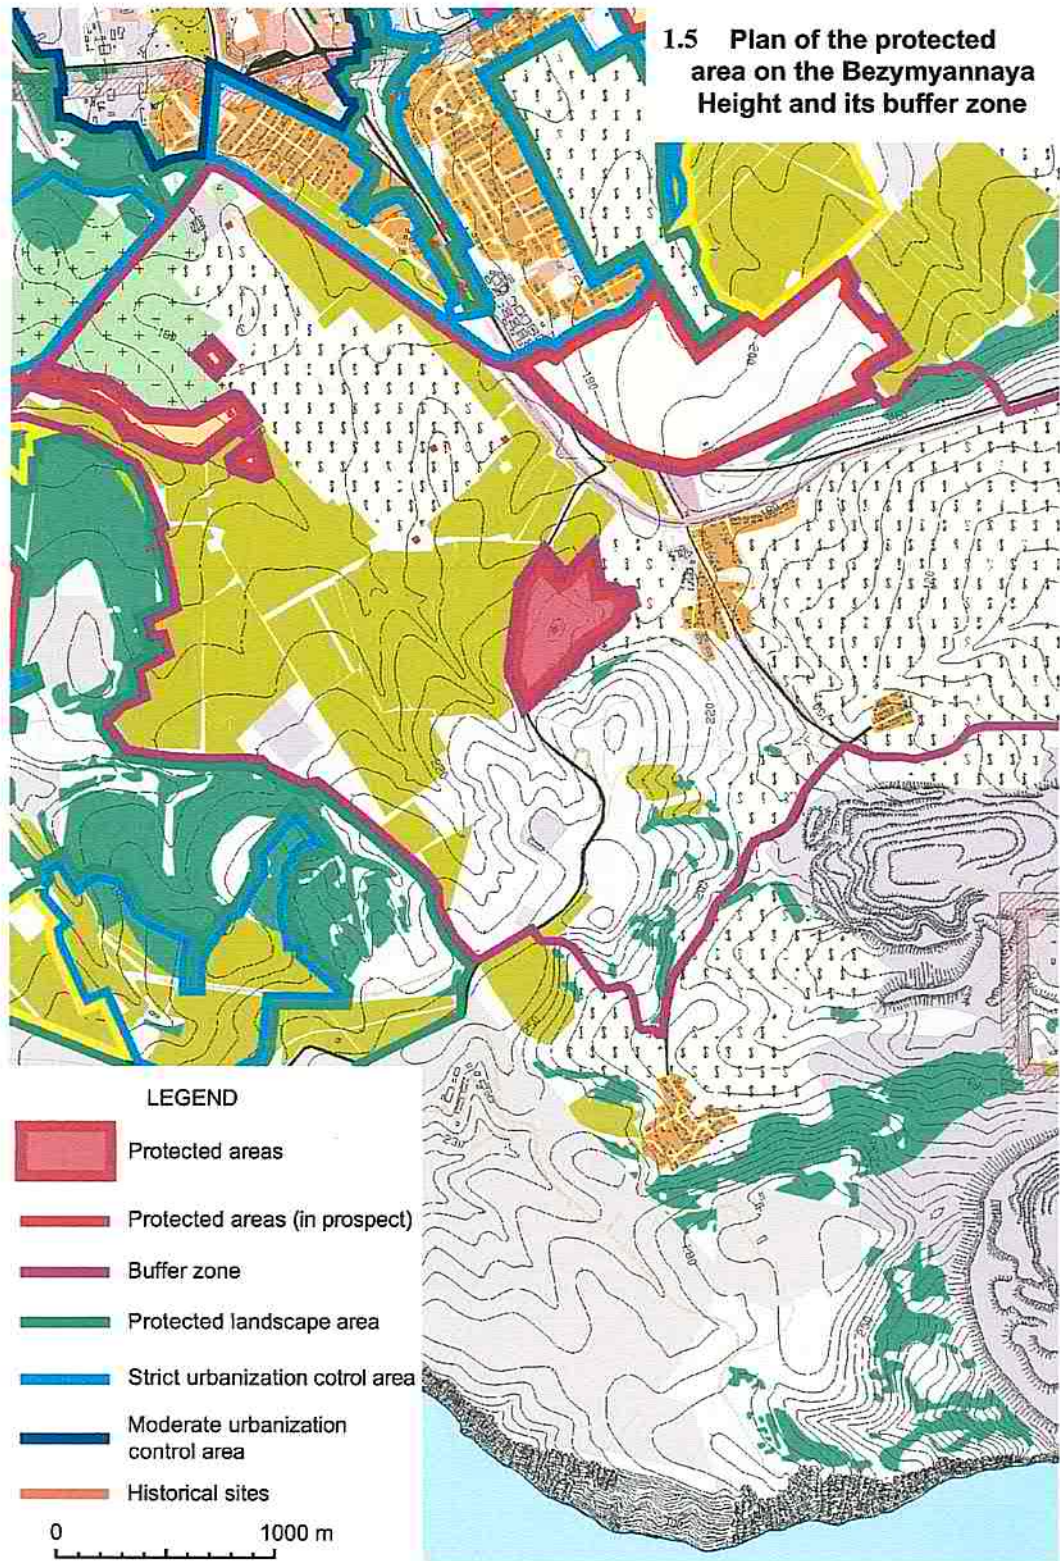 1.5 Plan of the protected
area on the Bezymyannaya
Height and its buffer zone
190
220
LEGEND
Protected areas
Protected areas (in prospect)
Buffer zone
Protected landscape area
Strict urbanization cotrol area
Moderate urbanization
control area
Historical sites
0 1000 m